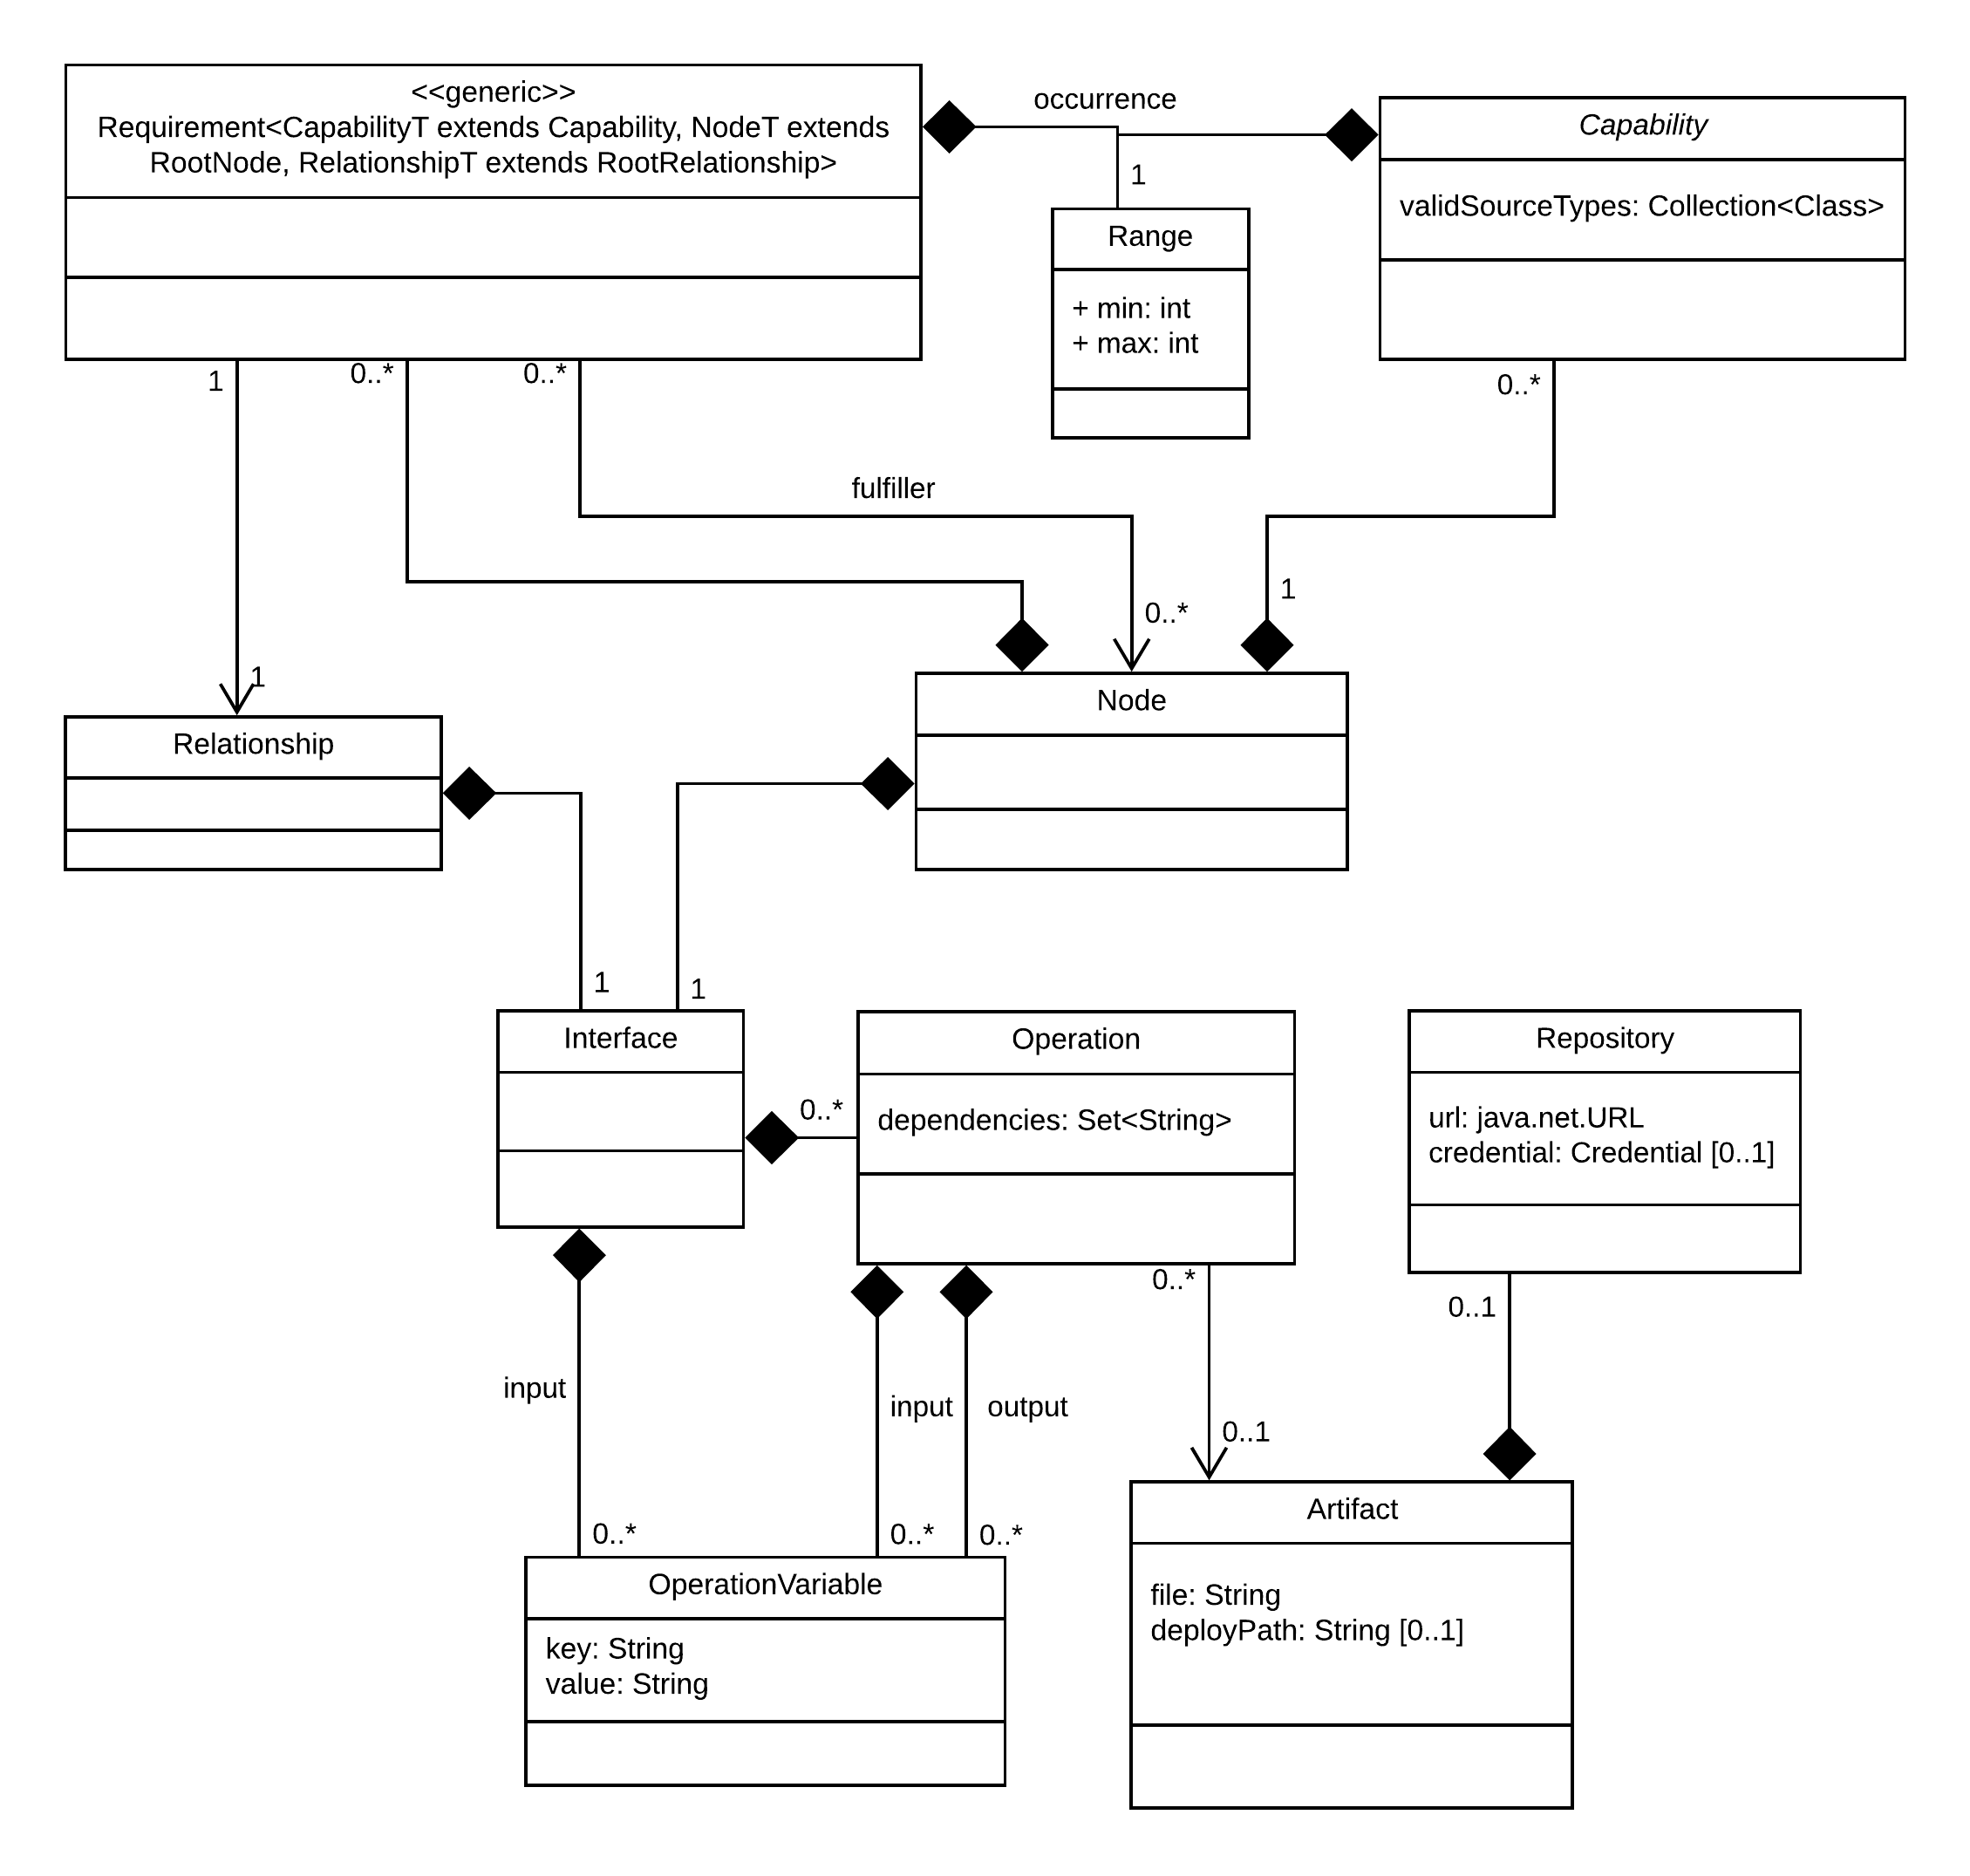 <<generic>>
Requirement<CapabilityT extends Capability, NodeT extends
RootNode, RelationshipT extends RootRelationship>
occurrence
1
Capability
validSourceTypes: Collection<Class>
Range
+ min: int
+ max: int
1
0..*
0..*
0..*
fulfiller
1
0..*
1
Relationship
Node
1
1
Interface
0..*
Operation
dependencies: Set<String>
Repository
url: java.net.URL
credential: Credential [0..1]
0..*
0..1
input
input
output
0..1
0..*
0..*
0..*
OperationVariable
key: String
value: String
Artifact
file: String
deployPath: String [0..1]